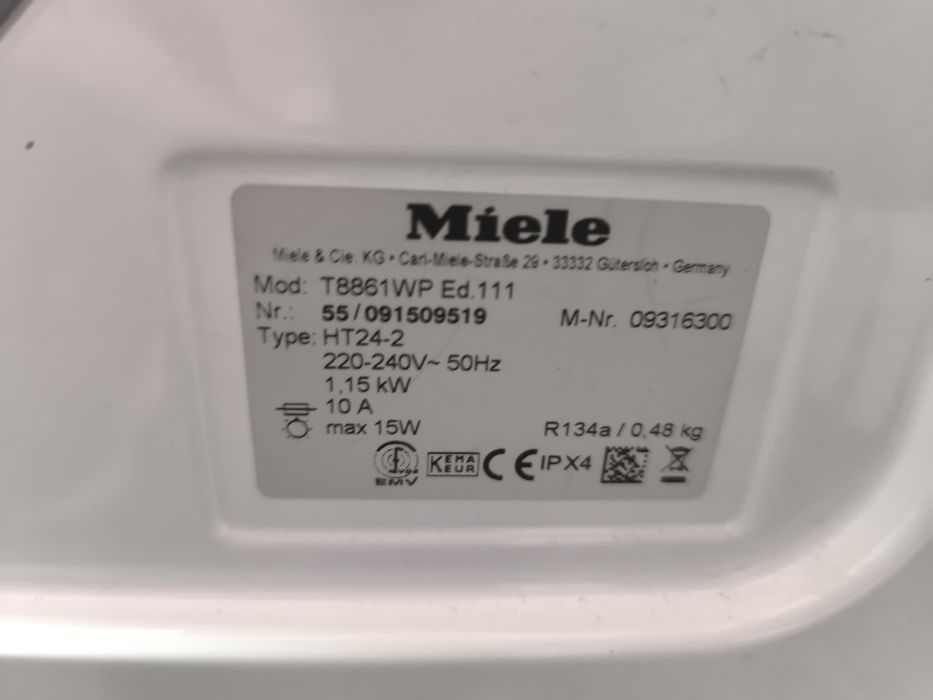 Miele
Miele & Cie. KG • Carl-Miele-Straße 29 • 33332 Gütersloh • Germany
Mod: T8861WP Ed.111
Nr.: 55/091509519 M-Nr. 09316300
Type: HT24-2
220-240V~ 50Hz
1,15 kW
10 A
max 15W R134a / 0,48 kg
EMV KEMA KEUR CE IPX4